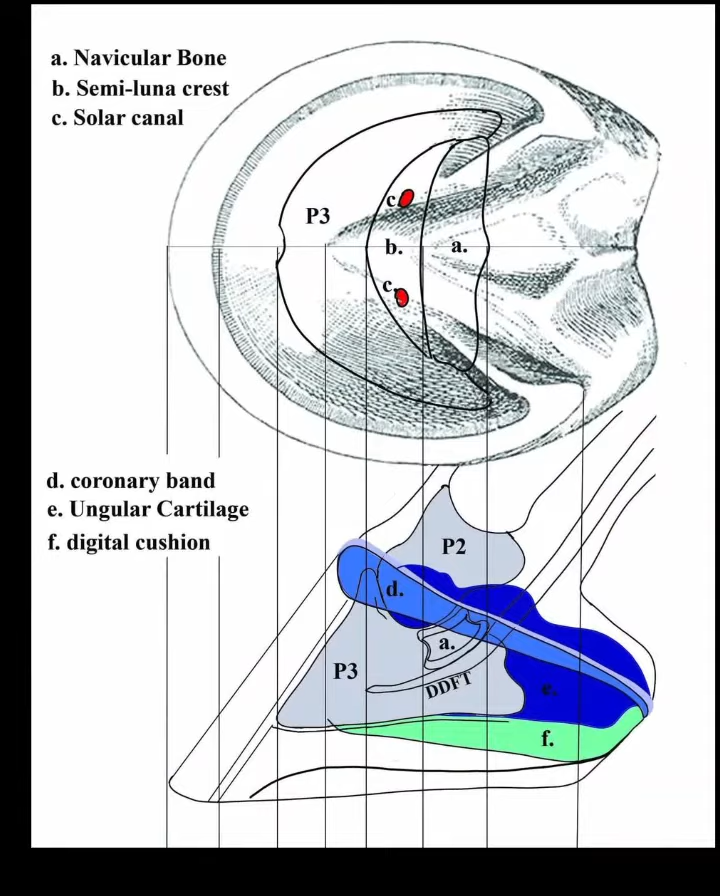 a. Navicular Bone
b. Semi-luna crest
c. Solar canal
c.
P3
b.
a.
c.
d. coronary band
e. Ungular Cartilage
f. digital cushion
P2
d.
a.
P3
DDFT
e.
f.